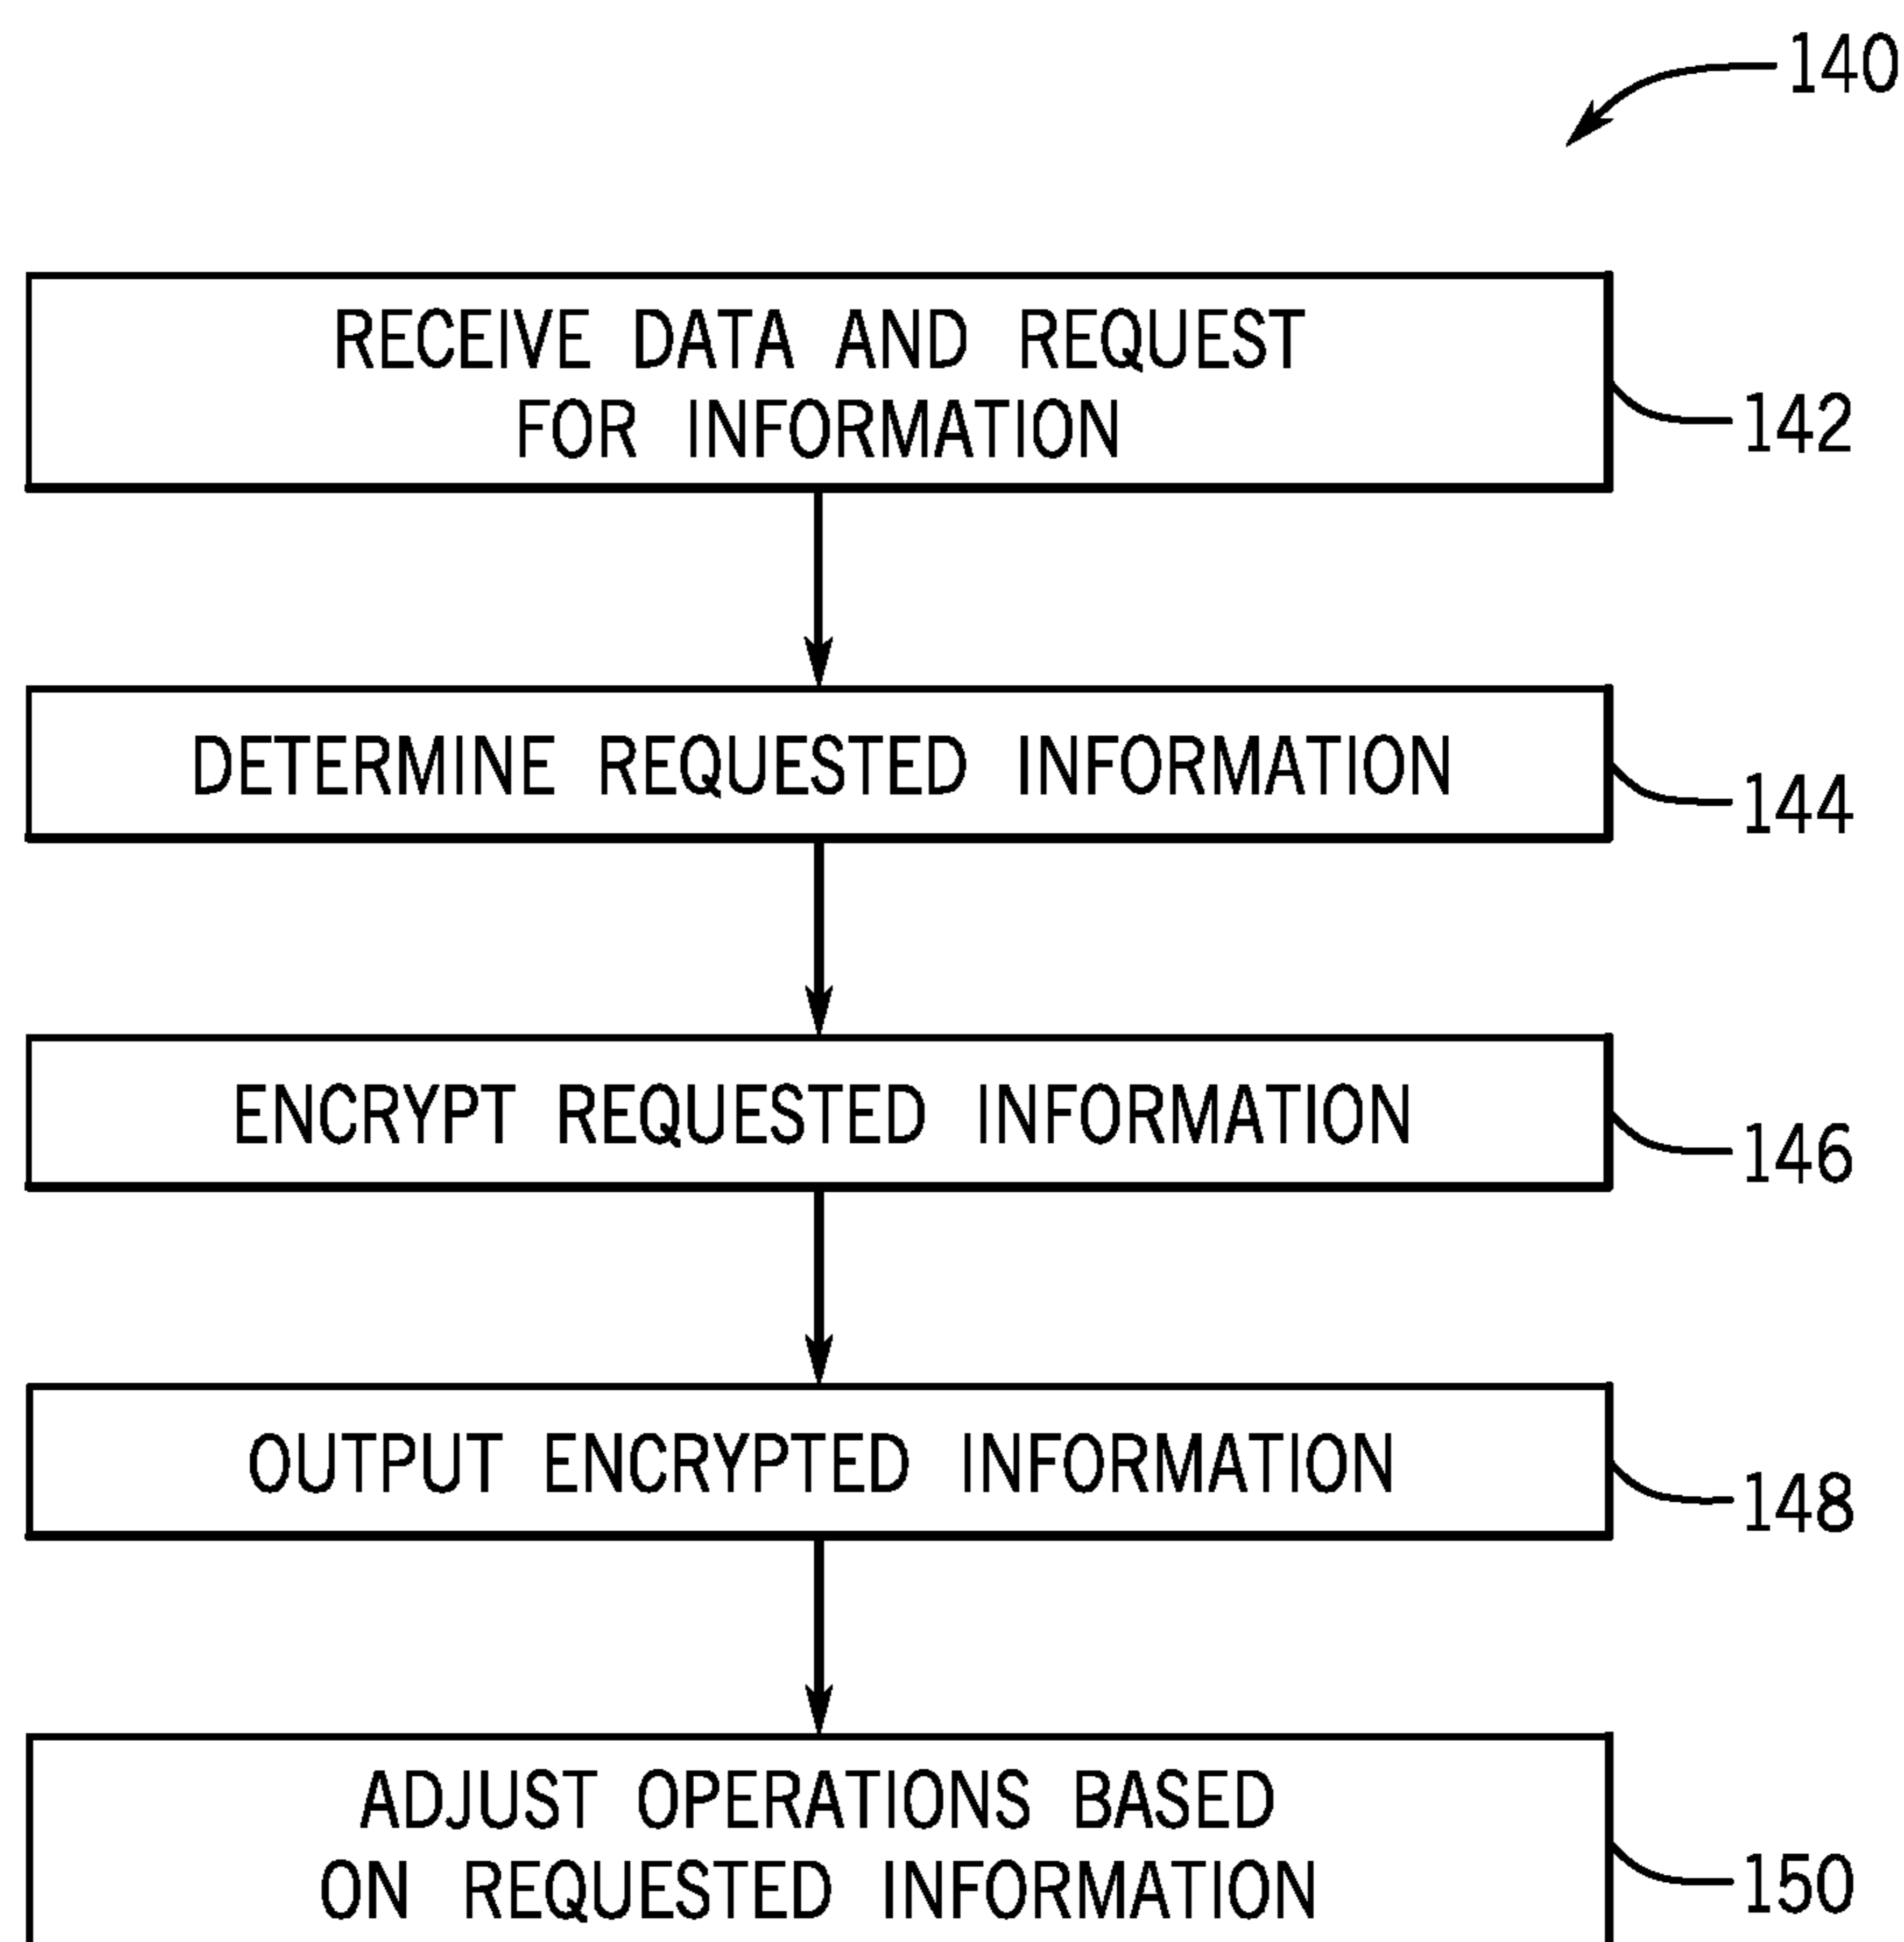 140
RECEIVE DATA AND REQUEST
FOR INFORMATION
142
DETERMINE REQUESTED INFORMATION
144
ENCRYPT REQUESTED INFORMATION
146
OUTPUT ENCRYPTED INFORMATION
148
ADJUST OPERATIONS BASED
ON REQUESTED INFORMATION
150